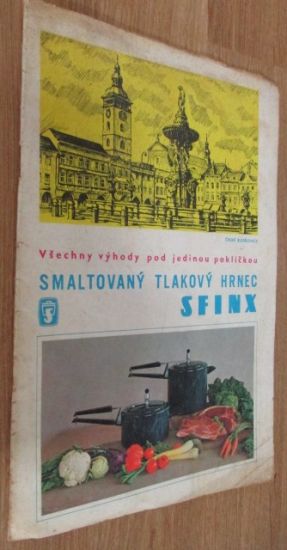 České Budějovice
Všechny výhody pod jedinou pokličkou
SMALTOVANÝ TLAKOVÝ HRNEC
SFINX